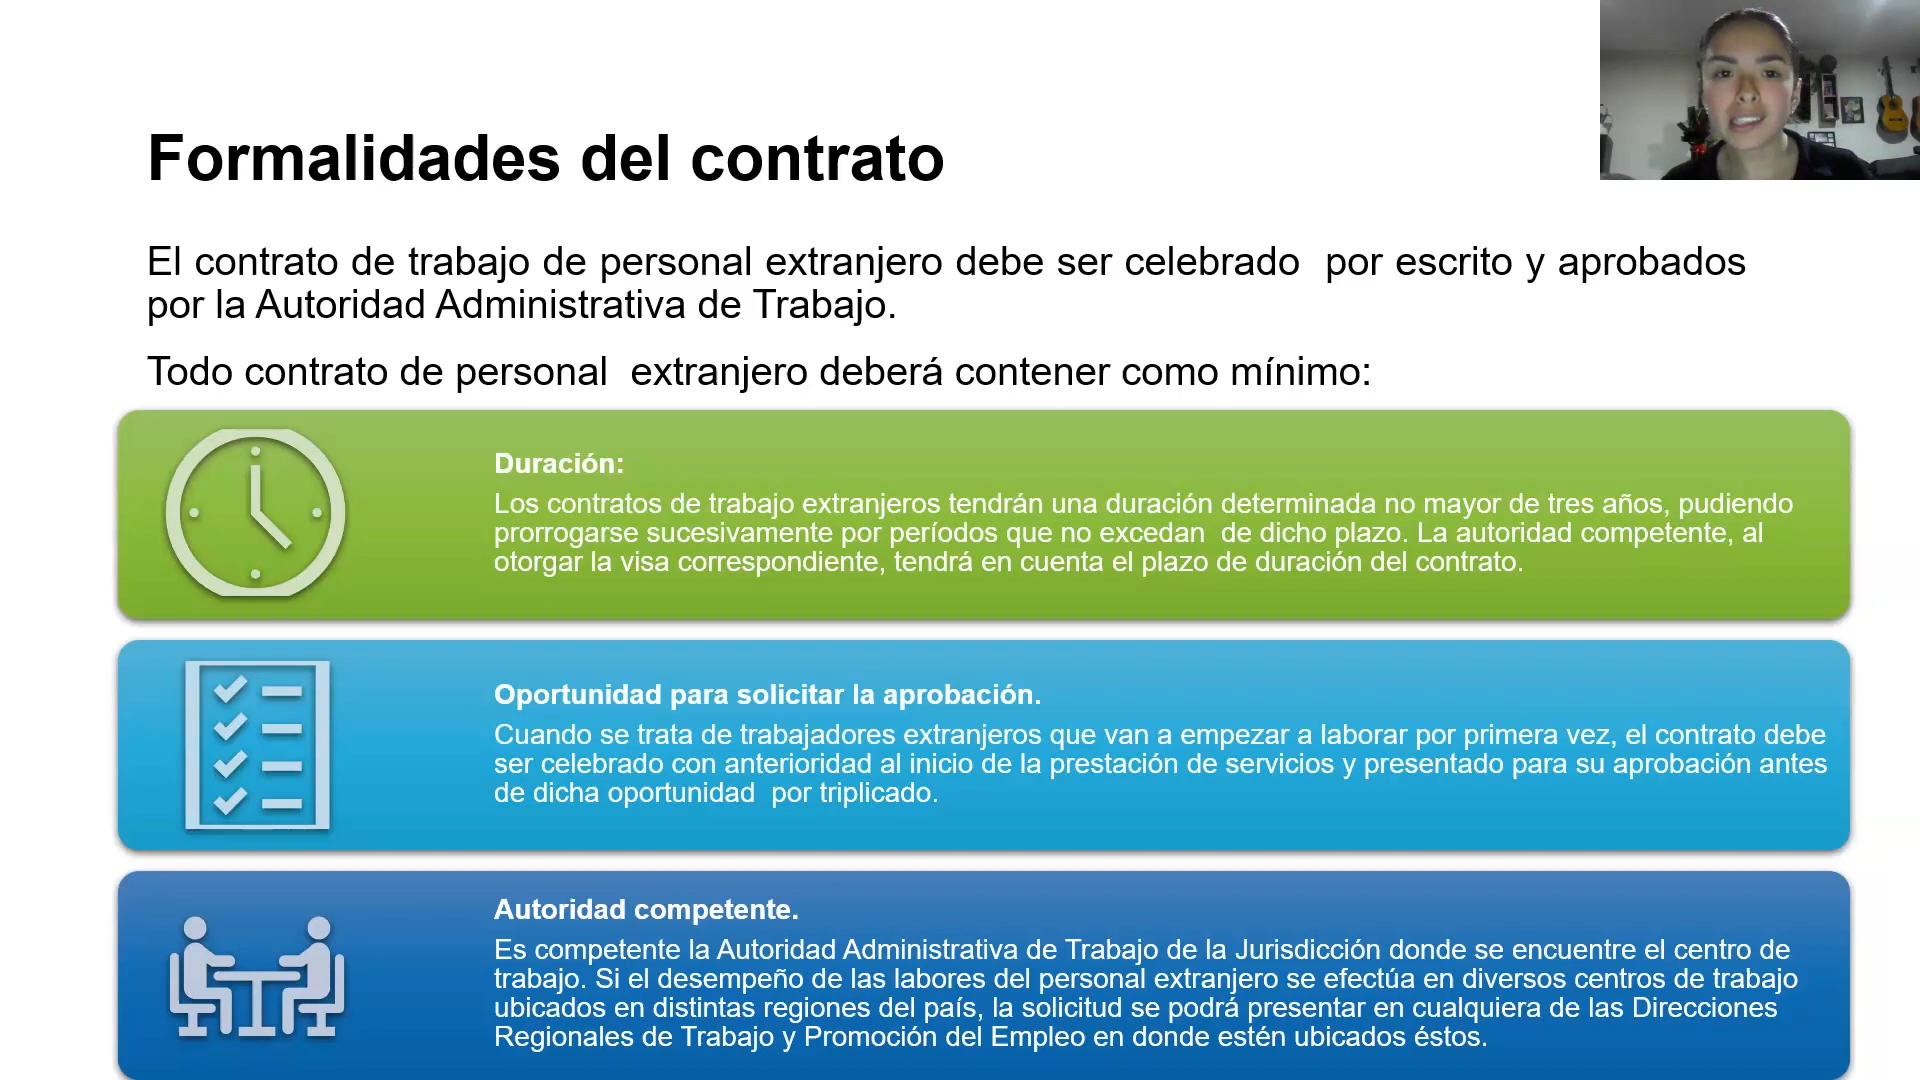 Formalidades del contrato
El contrato de trabajo de personal extranjero debe ser celebrado  por escrito y aprobados
por la Autoridad Administrativa de Trabajo.
Todo contrato de personal  extranjero deberá contener como mínimo:
Duración:
Los contratos de trabajo extranjeros tendrán una duración determinada no mayor de tres años, pudiendo
prorrogarse sucesivamente por períodos que no excedan  de dicho plazo. La autoridad competente, al
otorgar la visa correspondiente, tendrá en cuenta el plazo de duración del contrato.
Oportunidad para solicitar la aprobación.
Cuando se trata de trabajadores extranjeros que van a empezar a laborar por primera vez, el contrato debe
ser celebrado con anterioridad al inicio de la prestación de servicios y presentado para su aprobación antes
de dicha oportunidad  por triplicado.
Autoridad competente.
Es competente la Autoridad Administrativa de Trabajo de la Jurisdicción donde se encuentre el centro de
trabajo. Si el desempeño de las labores del personal extranjero se efectúa en diversos centros de trabajo
ubicados en distintas regiones del país, la solicitud se podrá presentar en cualquiera de las Direcciones
Regionales de Trabajo y Promoción del Empleo en donde estén ubicados éstos.